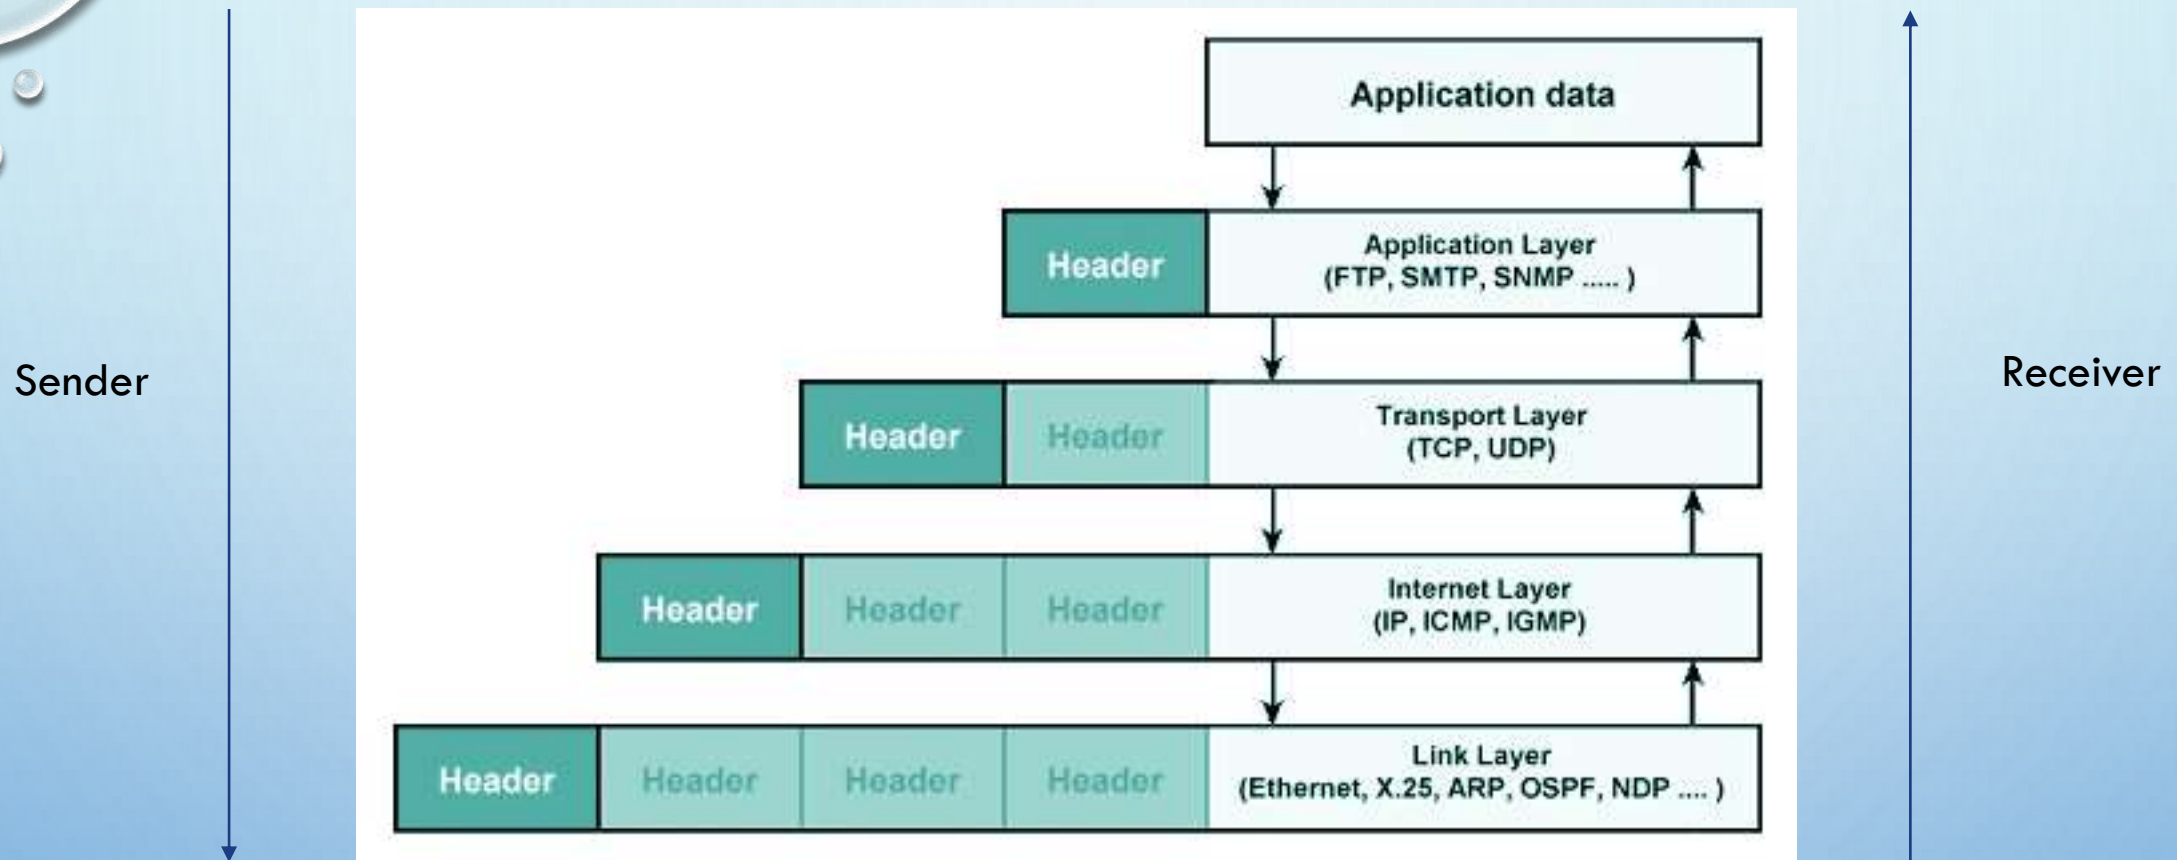 Application data
Header
Application Layer
(FTP, SMTP, SNMP ..... )
Sender
Receiver
Header
Header
Transport Layer
(TCP, UDP)
Header
Header
Header
Internet Layer
(IP, ICMP, IGMP)
Header
Header
Header
Header
Link Layer
(Ethernet, X.25, ARP, OSPF, NDP .... )